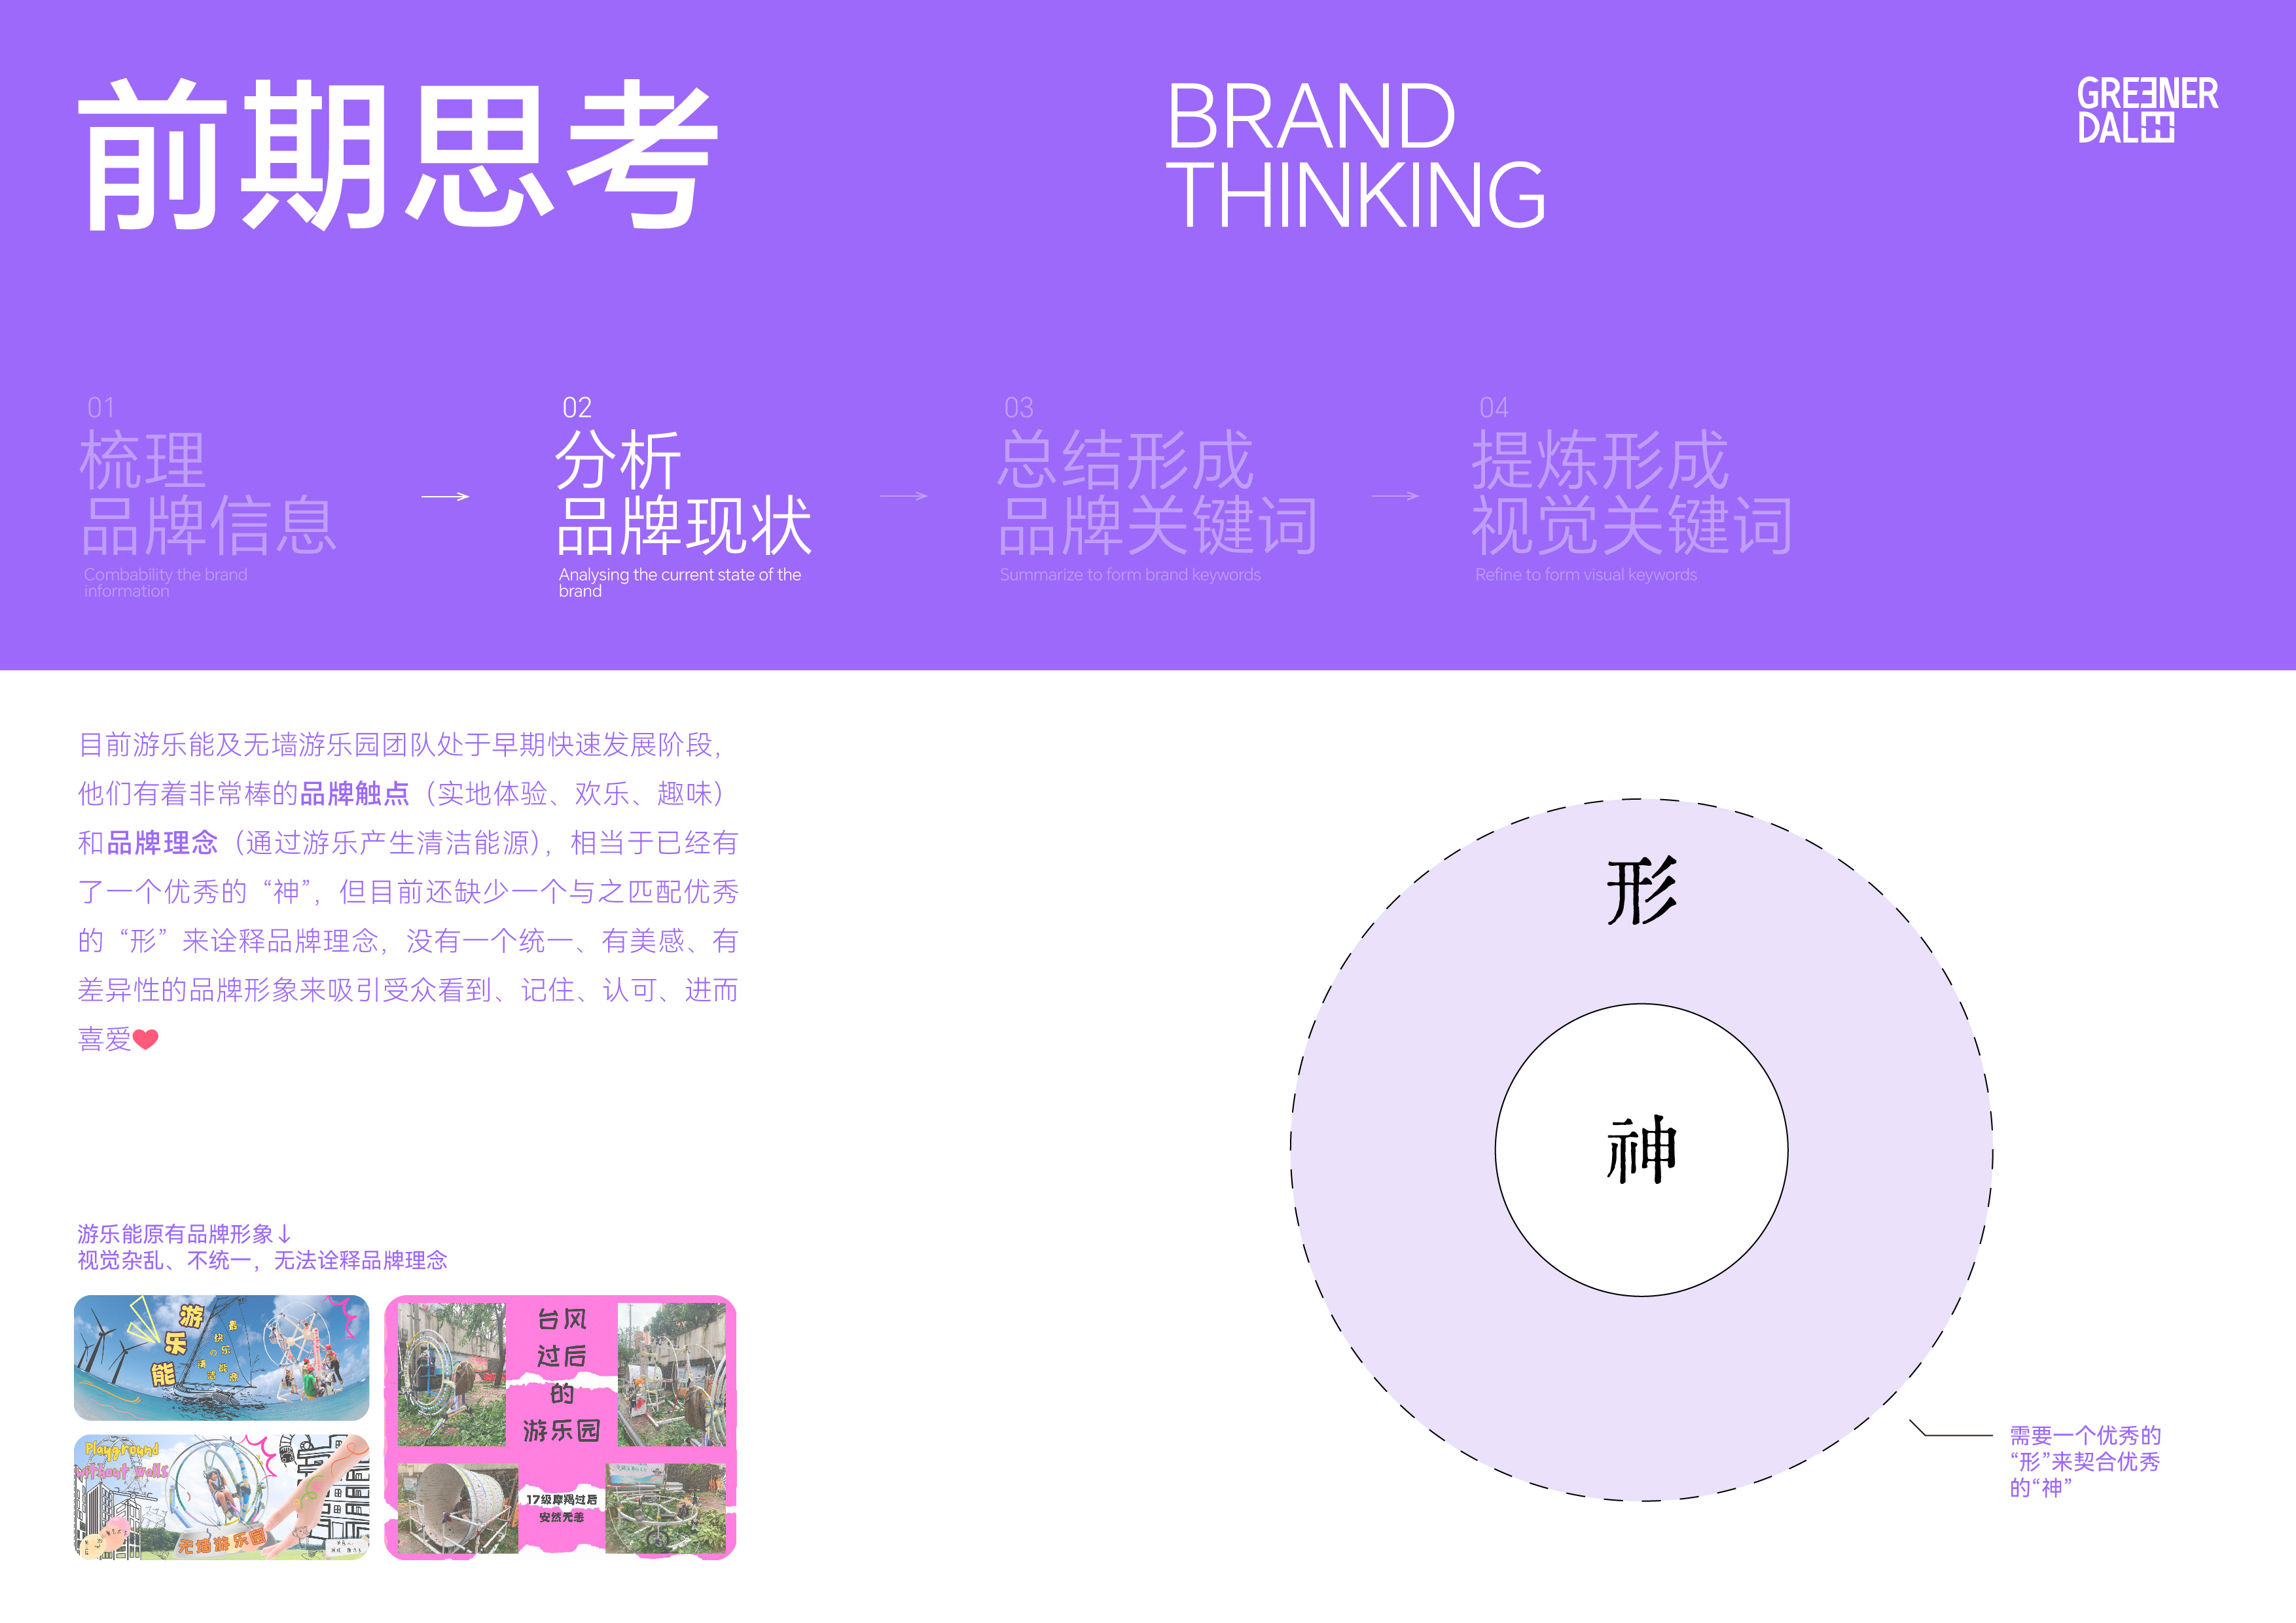 前期思考
BRAND
THINKING
GREENER
DALE
01
梳理
品牌信息
Combability the brand
information
02
分析
品牌现状
Analysing the current state of the
brand
03
总结形成
品牌关键词
Summarize to form brand keywords
04
提炼形成
视觉关键词
Refine to form visual keywords
目前游乐能及无墙游乐园团队处于早期快速发展阶段，
他们有着非常棒的品牌触点（实地体验、欢乐、趣味）
和品牌理念（通过游乐产生清洁能源），相当于已经有
了一个优秀的“神”，但目前还缺少一个与之匹配优秀
的“形”来诠释品牌理念，没有一个统一、有美感、有
差异性的品牌形象来吸引受众看到、记住、认可、进而
喜爱
形
神
需要一个优秀的
“形”来契合优秀
的“神”
游乐能原有品牌形象↓
视觉杂乱、不统一，无法诠释品牌理念
游乐能
最快乐の清洁能源
Playground
without walls
无墙游乐园
台风
过后
的
游乐园
17级摩羯过后
安然无恙